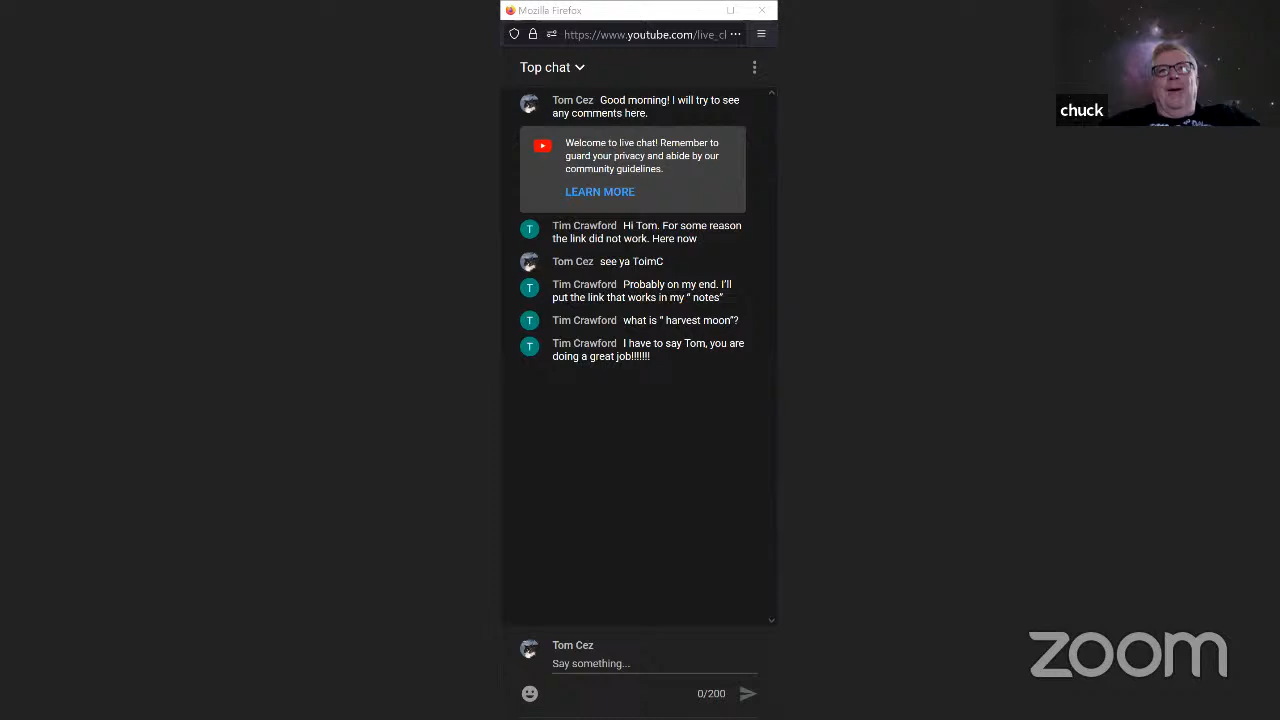 Mozilla Firefox
https://www.youtube.com/live_cl
Top chat
Tom Cez Good morning! I will try to see
any comments here.
Welcome to live chat! Remember to
guard your privacy and abide by our
community guidelines.
LEARN MORE
T
Tim Crawford Hi Tom. For some reason
the link did not work. Here now
Tom Cez see ya ToimC
T
Tim Crawford Probably on my end. I’ll
put the link that works in my “ notes”
T
Tim Crawford what is “ harvest moon”?
T
Tim Crawford I have to say Tom, you are
doing a great job!!!!!!!
Tom Cez
Say something...
0/200
chuck
zoom